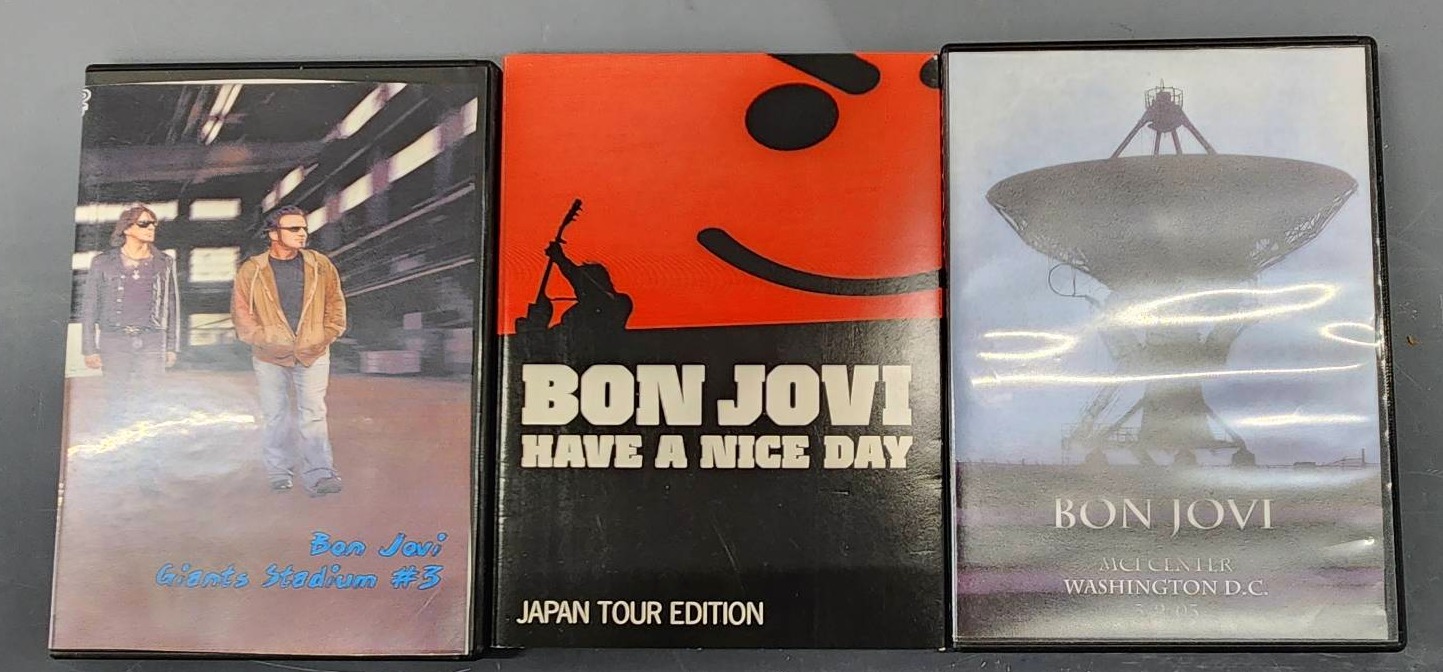 Bon Jovi
Giants Stadium #3
BON JOVI
HAVE A NICE DAY
JAPAN TOUR EDITION
BON JOVI
MCI CENTER
WASHINGTON D.C.